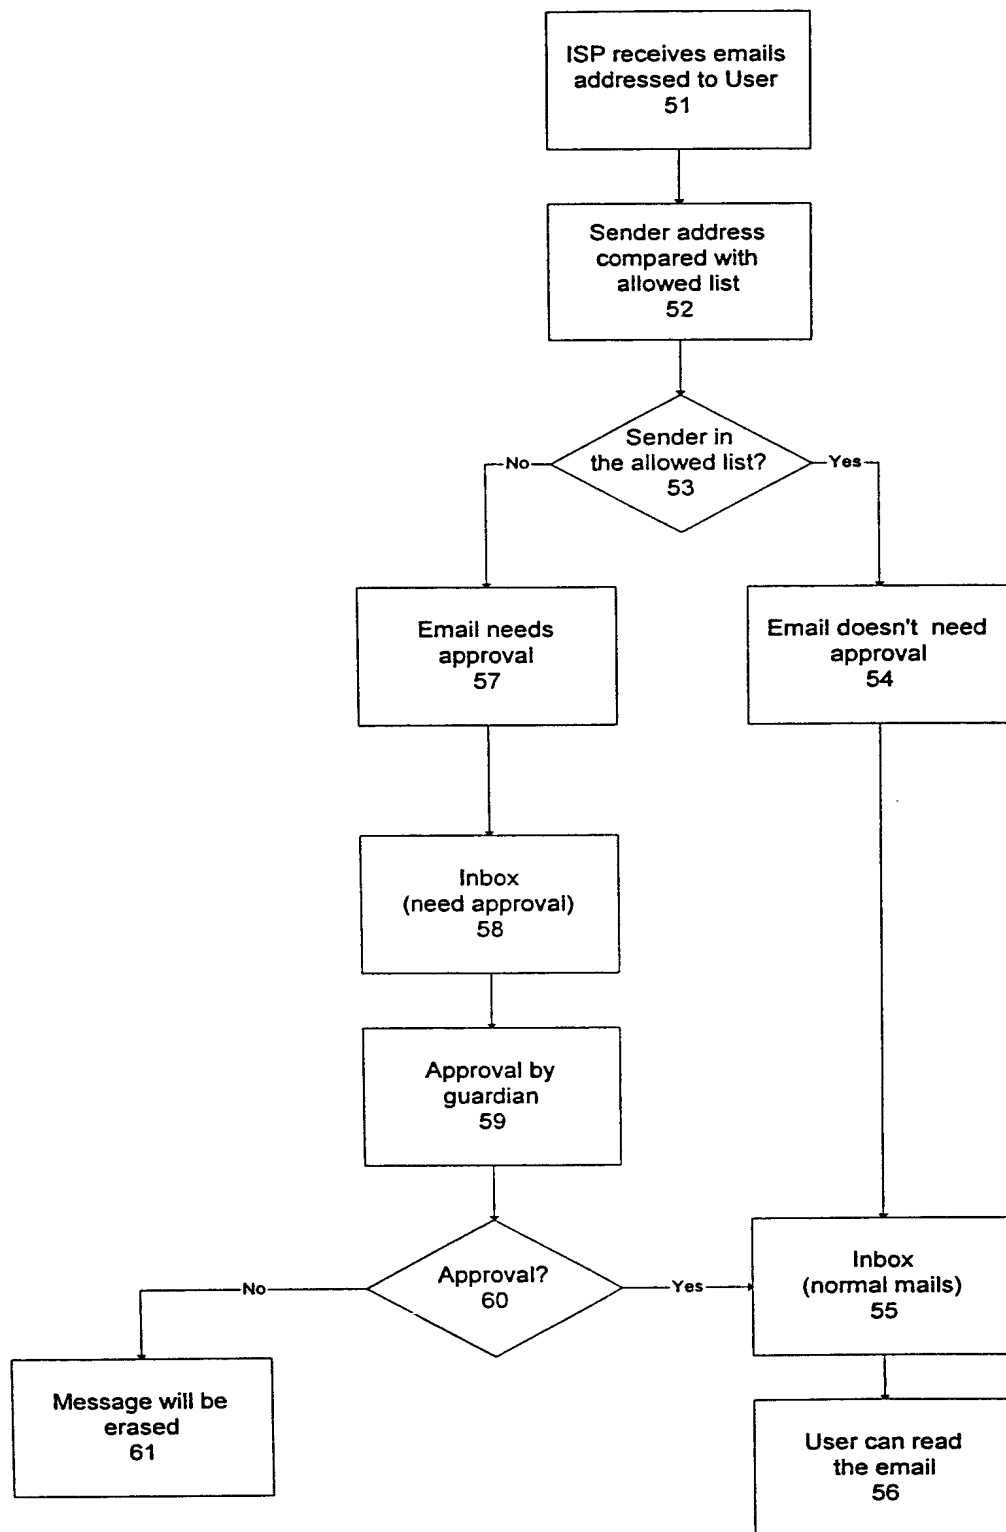 ISP receives emails
addressed to User
51
Sender address
compared with
allowed list
52
Sender in
the allowed list?
53
No
Yes
Email needs
approval
57
Email doesn't need
approval
54
Inbox
(need approval)
58
Approval by
guardian
59
Approval?
60
No
Yes
Inbox
(normal mails)
55
Message will be
erased
61
User can read
the email
56